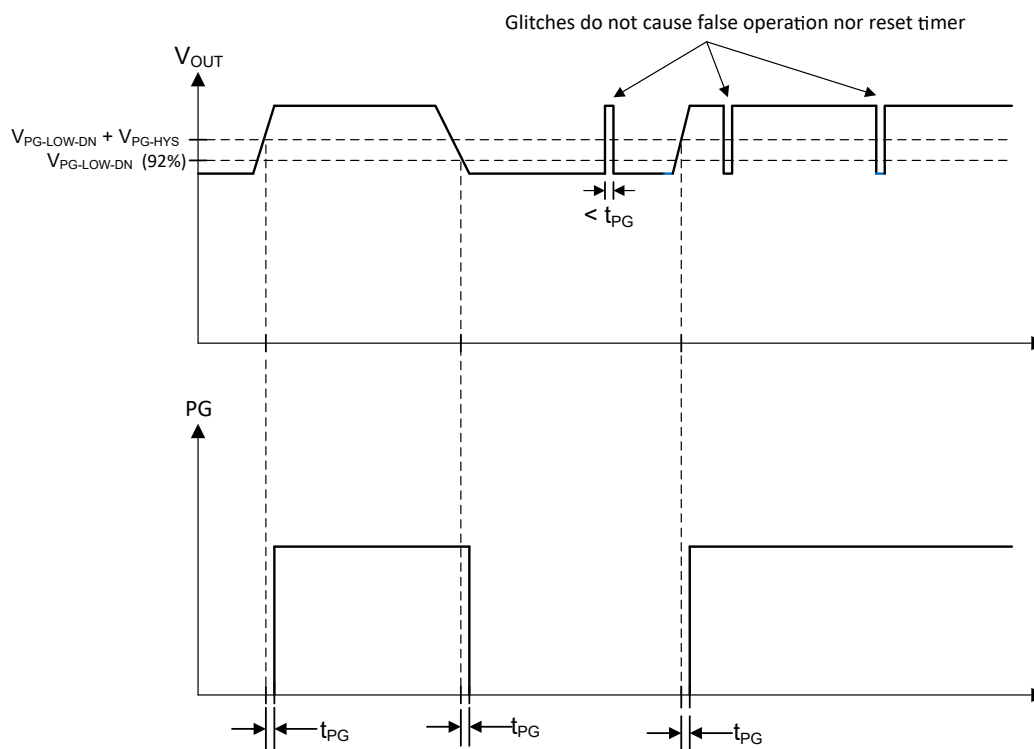 Glitches do not cause false operation nor reset timer
VOUT
VPG-LOW-DN + VPG-HYS
VPG-LOW-DN (92%)
< tPG
PG
tPG
tPG
tPG